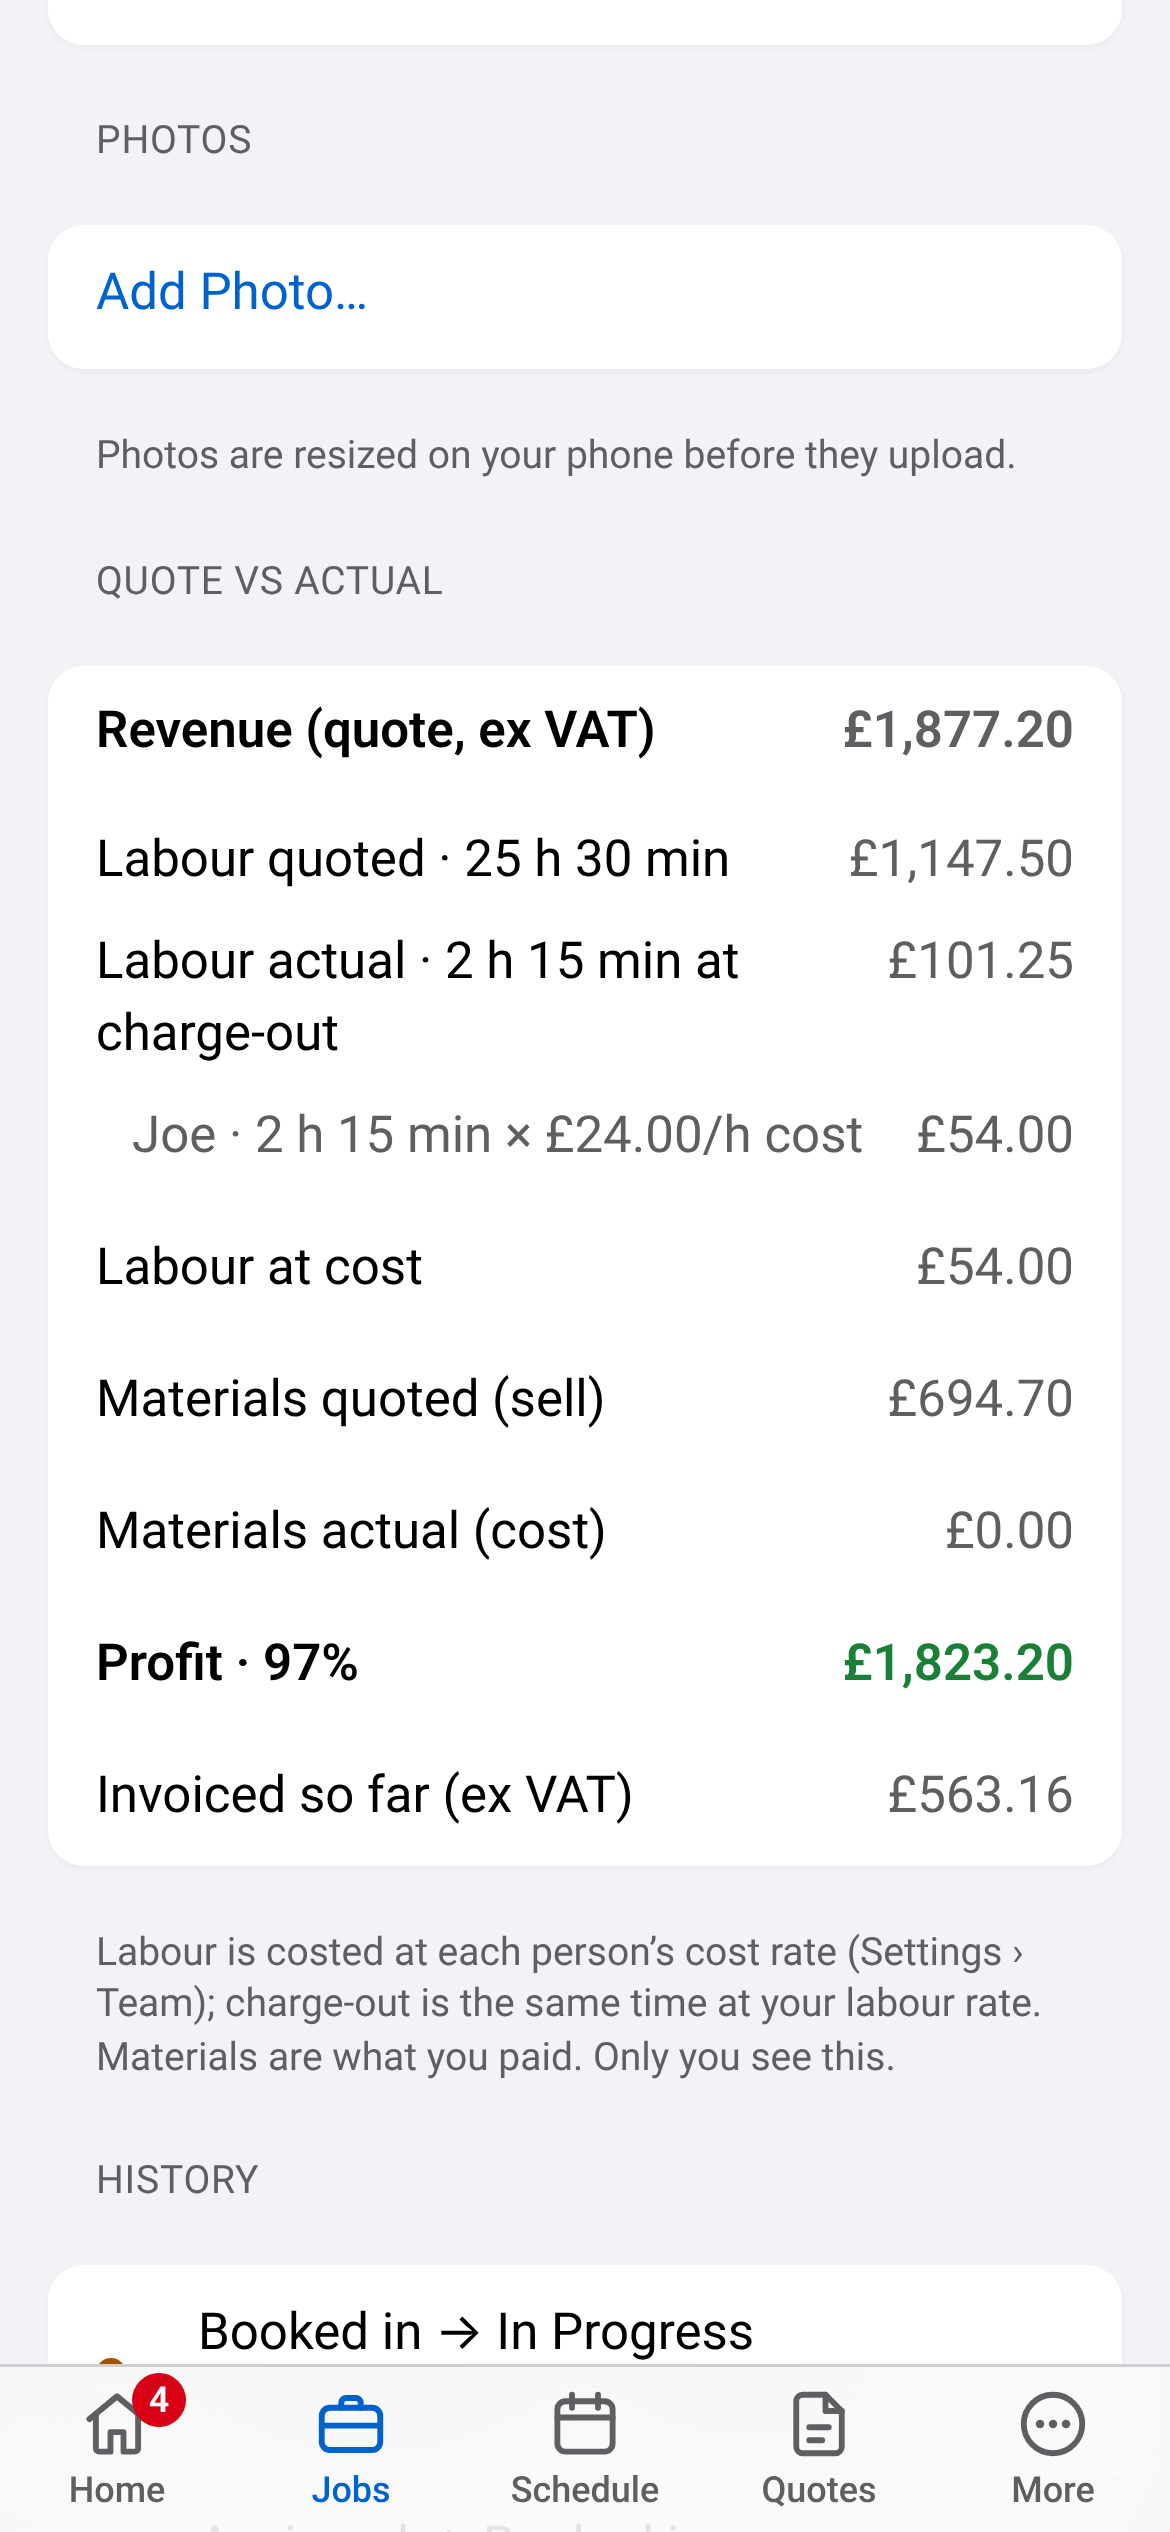 PHOTOS
Add Photo…
Photos are resized on your phone before they upload.
QUOTE VS ACTUAL
Revenue (quote, ex VAT) £1,877.20
Labour quoted · 25 h 30 min £1,147.50
Labour actual · 2 h 15 min at £101.25
charge-out
Joe · 2 h 15 min × £24.00/h cost £54.00
Labour at cost £54.00
Materials quoted (sell) £694.70
Materials actual (cost) £0.00
Profit · 97% £1,823.20
Invoiced so far (ex VAT) £563.16
Labour is costed at each person’s cost rate (Settings ›
Team); charge-out is the same time at your labour rate.
Materials are what you paid. Only you see this.
HISTORY
Booked in → In Progress
4
Home Jobs Schedule Quotes More